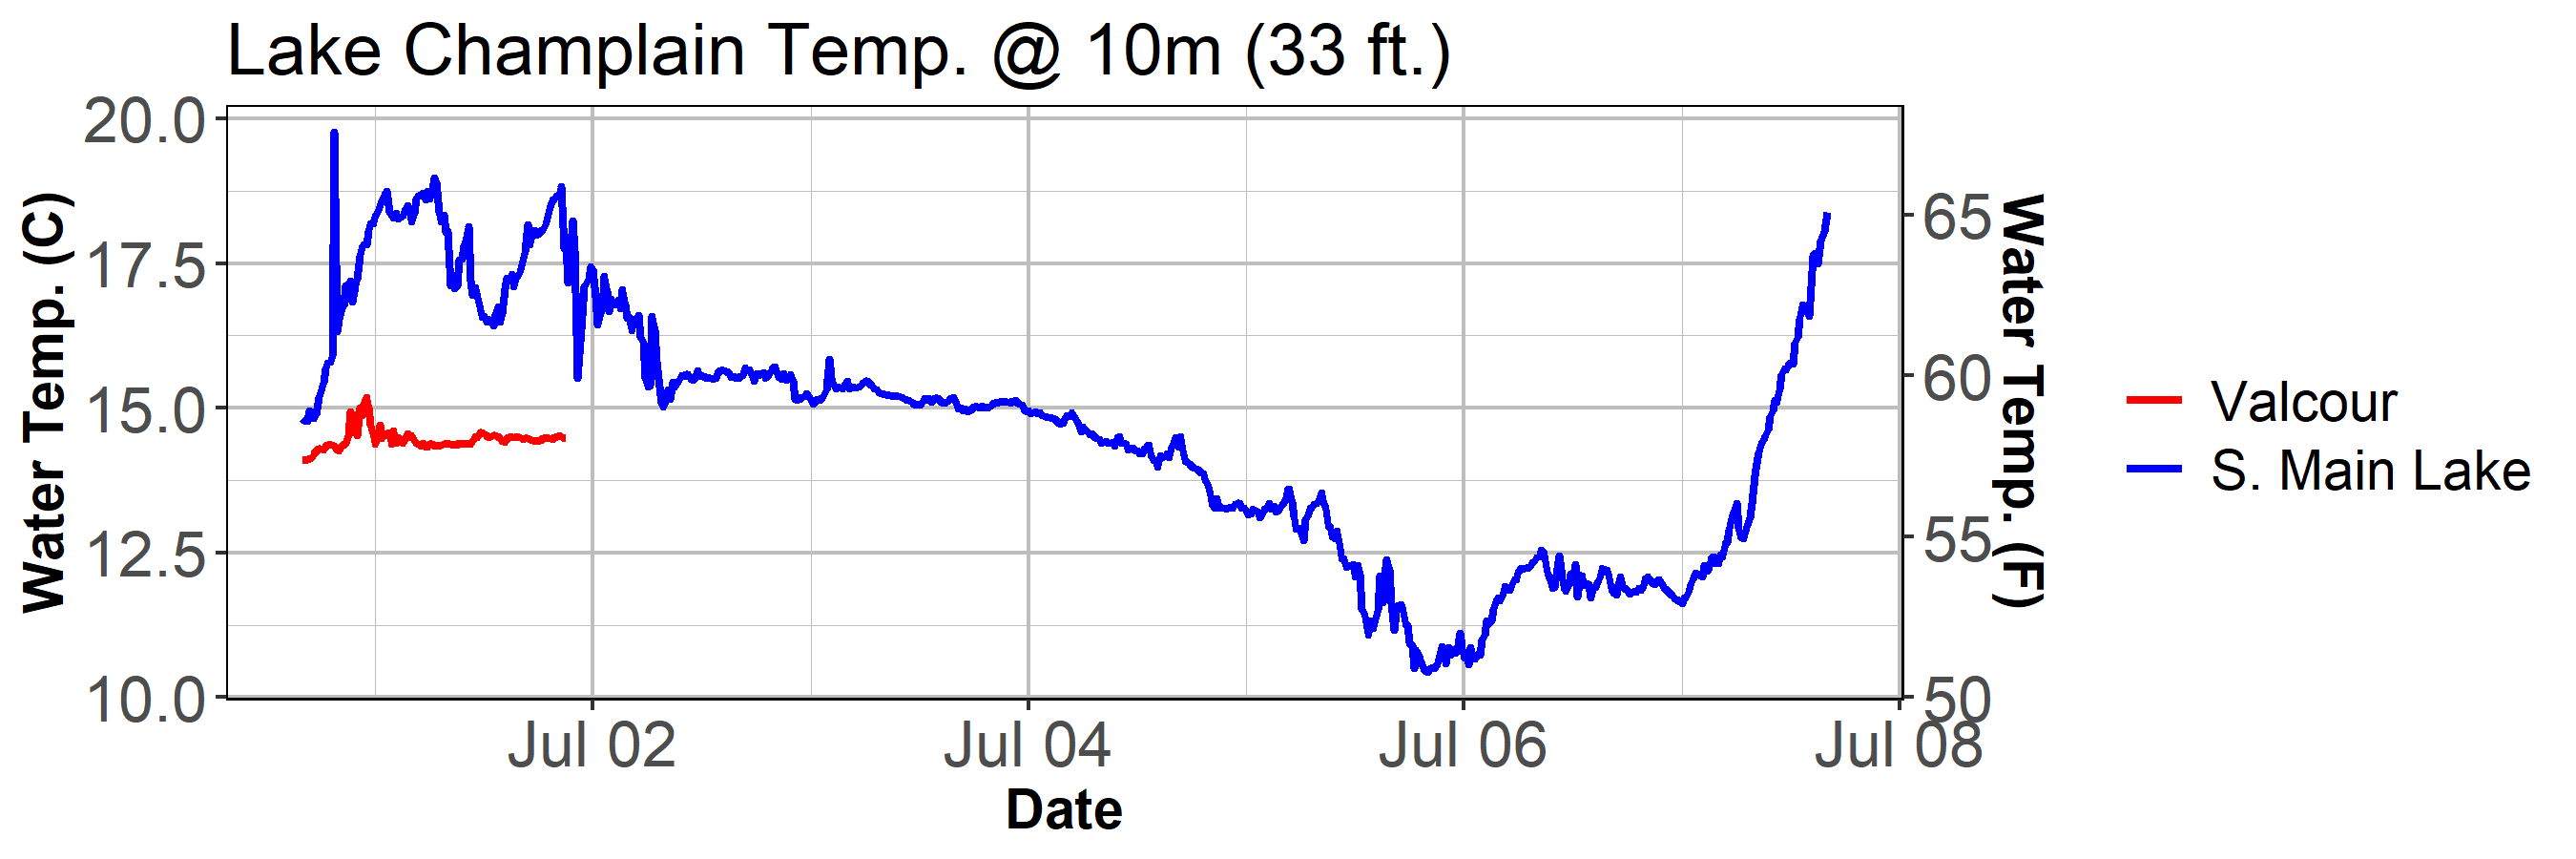 Lake Champlain Temp. @ 10m (33 ft.)
Water Temp. (C)
20.0
17.5
15.0
12.5
10.0
65
60
55
50
Water Temp. (F)
Jul 02
Jul 04
Jul 06
Jul 08
Date
Valcour
S. Main Lake